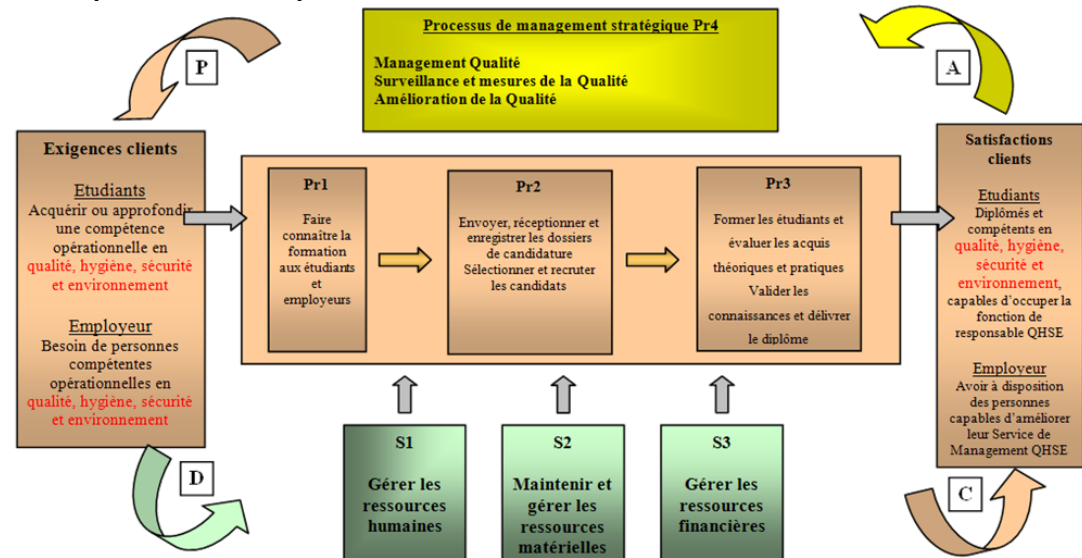 Processus de management stratégique Pr4
Management Qualité
Surveillance et mesures de la Qualité
Amélioration de la Qualité
P
A
Exigences clients
Etudiants
Acquérir ou approfondir
une compétence
opérationnelle en
qualité, hygiène, sécurité
et environnement
Employeur
Besoin de personnes
compétentes
opérationnelles en
qualité, hygiène, sécurité
et environnement
Pr1
Faire
connaître la
formation
aux étudiants
et
employeurs
Pr2
Envoyer, réceptionner et
enregistrer les dossiers
de candidature
Sélectionner et recruter
les candidats
Pr3
Former les étudiants et
évaluer les acquis
théoriques et pratiques
Valider les
connaissances et délivrer
le diplôme
Satisfactions
clients
Etudiants
Diplômés et
compétents en
qualité, hygiène,
sécurité et
environnement,
capables d'occuper la
fonction de
responsable QHSE
Employeur
Avoir à disposition
des personnes
capables d'améliorer
leur Service de
Management QHSE
D
S1
Gérer les
ressources
humaines
S2
Maintenir et
gérer les
ressources
matérielles
S3
Gérer les
ressources
financières
C